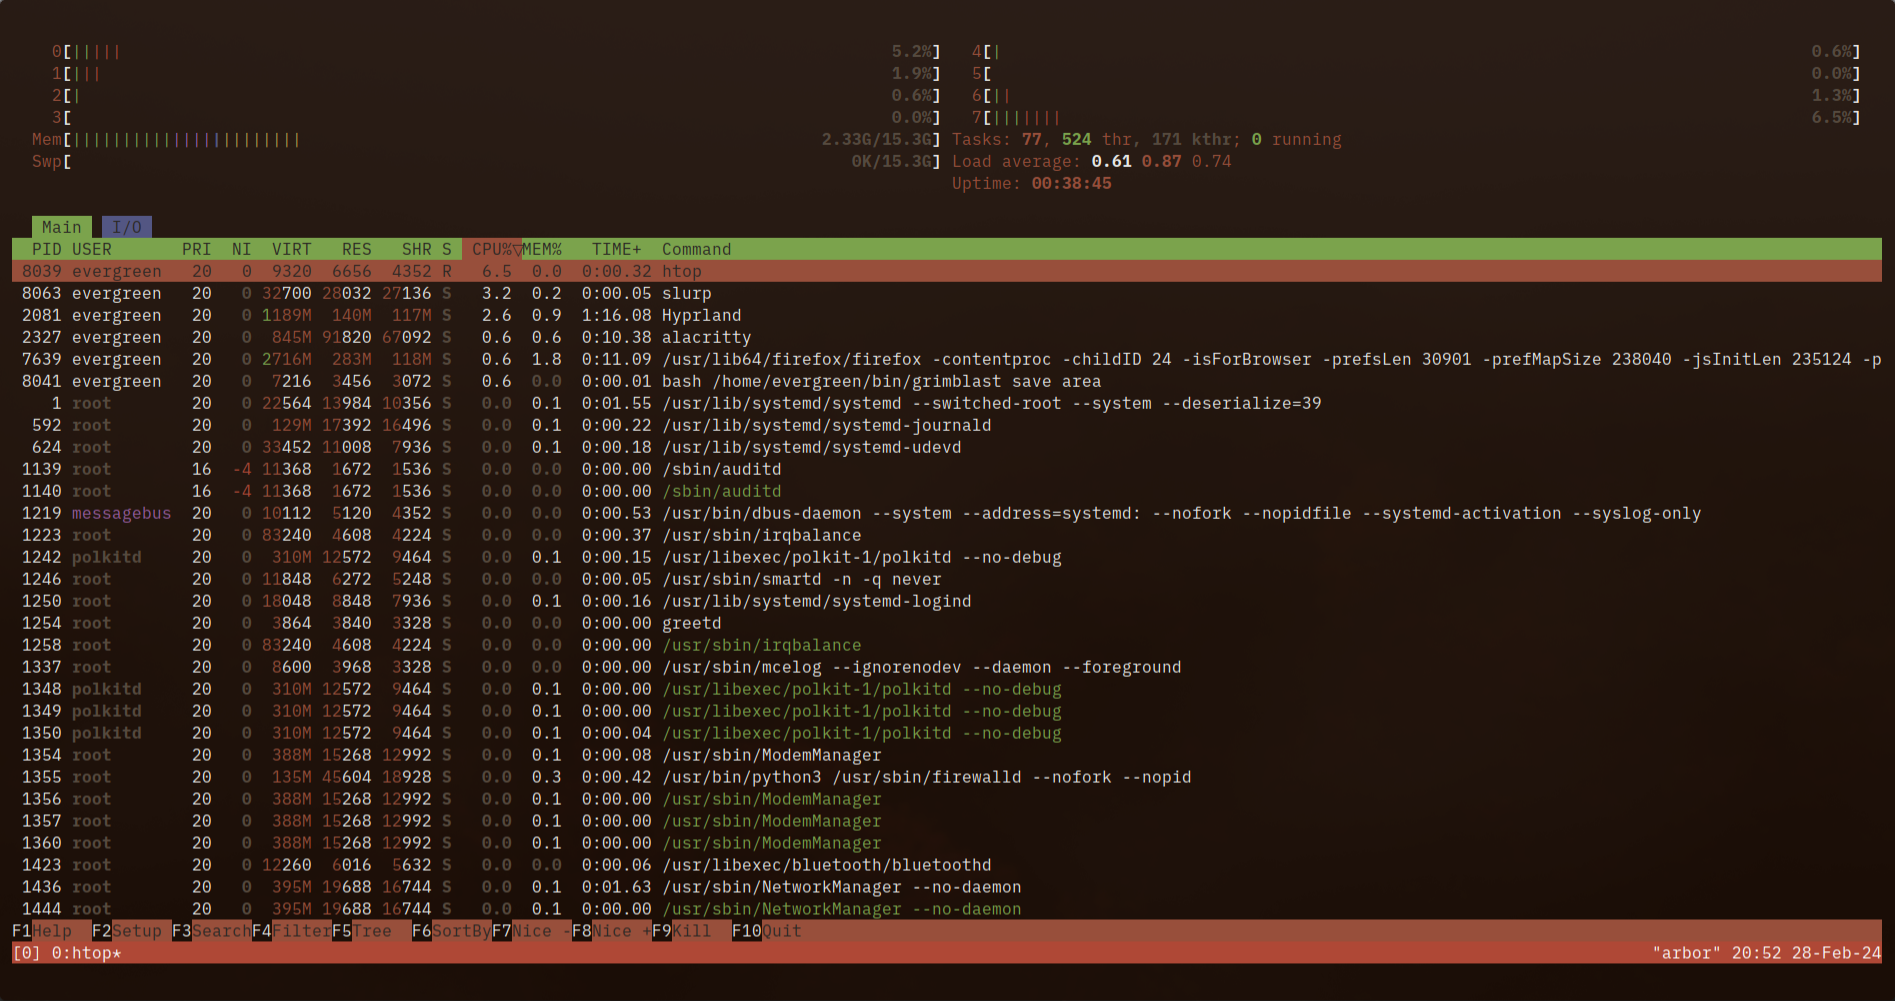 0[||||| 5.2%] 4[| 0.6%]
1[||| 1.9%] 5[ 0.0%]
2[| 0.6%] 6[|| 1.3%]
3[ 0.0%] 7[||||||| 6.5%]
Mem[||||||||||||||||||||||| 2.33G/15.3G] Tasks: 77, 524 thr, 171 kthr; 0 running
Swp[ 0K/15.3G] Load average: 0.61 0.87 0.74
Uptime: 00:38:45
Main I/O
PID USER PRI NI VIRT RES SHR S CPU%▽MEM% TIME+ Command
8039 evergreen 20 0 9320 6656 4352 R 6.5 0.0 0:00.32 htop
8063 evergreen 20 0 32700 28032 27136 S 3.2 0.2 0:00.05 slurp
2081 evergreen 20 0 1189M 140M 117M S 2.6 0.9 1:16.08 Hyprland
2327 evergreen 20 0 845M 91820 67092 S 0.6 0.6 0:10.38 alacritty
7639 evergreen 20 0 2716M 283M 118M S 0.6 1.8 0:11.09 /usr/lib64/firefox/firefox -contentproc -childID 24 -isForBrowser -prefsLen 30901 -prefMapSize 238040 -jsInitLen 235124 -p
8041 evergreen 20 0 7216 3456 3072 S 0.6 0.0 0:00.01 bash /home/evergreen/bin/grimblast save area
1 root 20 0 22564 13984 10356 S 0.0 0.1 0:01.55 /usr/lib/systemd/systemd --switched-root --system --deserialize=39
592 root 20 0 129M 17392 16496 S 0.0 0.1 0:00.22 /usr/lib/systemd/systemd-journald
624 root 20 0 33452 11008 7936 S 0.0 0.1 0:00.18 /usr/lib/systemd/systemd-udevd
1139 root 16 -4 11368 1672 1536 S 0.0 0.0 0:00.00 /sbin/auditd
1140 root 16 -4 11368 1672 1536 S 0.0 0.0 0:00.00 /sbin/auditd
1219 messagebus 20 0 10112 5120 4352 S 0.0 0.0 0:00.53 /usr/bin/dbus-daemon --system --address=systemd: --nofork --nopidfile --systemd-activation --syslog-only
1223 root 20 0 83240 4608 4224 S 0.0 0.0 0:00.37 /usr/sbin/irqbalance
1242 polkitd 20 0 310M 12572 9464 S 0.0 0.1 0:00.15 /usr/libexec/polkit-1/polkitd --no-debug
1246 root 20 0 11848 6272 5248 S 0.0 0.0 0:00.05 /usr/sbin/smartd -n -q never
1250 root 20 0 18048 8848 7936 S 0.0 0.1 0:00.16 /usr/lib/systemd/systemd-logind
1254 root 20 0 3864 3840 3328 S 0.0 0.0 0:00.00 greetd
1258 root 20 0 83240 4608 4224 S 0.0 0.0 0:00.00 /usr/sbin/irqbalance
1337 root 20 0 8600 3968 3328 S 0.0 0.0 0:00.00 /usr/sbin/mcelog --ignorenodev --daemon --foreground
1348 polkitd 20 0 310M 12572 9464 S 0.0 0.1 0:00.00 /usr/libexec/polkit-1/polkitd --no-debug
1349 polkitd 20 0 310M 12572 9464 S 0.0 0.1 0:00.00 /usr/libexec/polkit-1/polkitd --no-debug
1350 polkitd 20 0 310M 12572 9464 S 0.0 0.1 0:00.04 /usr/libexec/polkit-1/polkitd --no-debug
1354 root 20 0 388M 15268 12992 S 0.0 0.1 0:00.08 /usr/sbin/ModemManager
1355 root 20 0 135M 45604 18928 S 0.0 0.3 0:00.42 /usr/bin/python3 /usr/sbin/firewalld --nofork --nopid
1356 root 20 0 388M 15268 12992 S 0.0 0.1 0:00.00 /usr/sbin/ModemManager
1357 root 20 0 388M 15268 12992 S 0.0 0.1 0:00.00 /usr/sbin/ModemManager
1360 root 20 0 388M 15268 12992 S 0.0 0.1 0:00.00 /usr/sbin/ModemManager
1423 root 20 0 12260 6016 5632 S 0.0 0.0 0:00.06 /usr/libexec/bluetooth/bluetoothd
1436 root 20 0 395M 19688 16744 S 0.0 0.1 0:01.63 /usr/sbin/NetworkManager --no-daemon
1444 root 20 0 395M 19688 16744 S 0.0 0.1 0:00.00 /usr/sbin/NetworkManager --no-daemon
F1Help F2Setup F3SearchF4FilterF5Tree F6SortByF7Nice -F8Nice +F9Kill F10Quit
[0] 0:htop* "arbor" 20:52 28-Feb-24